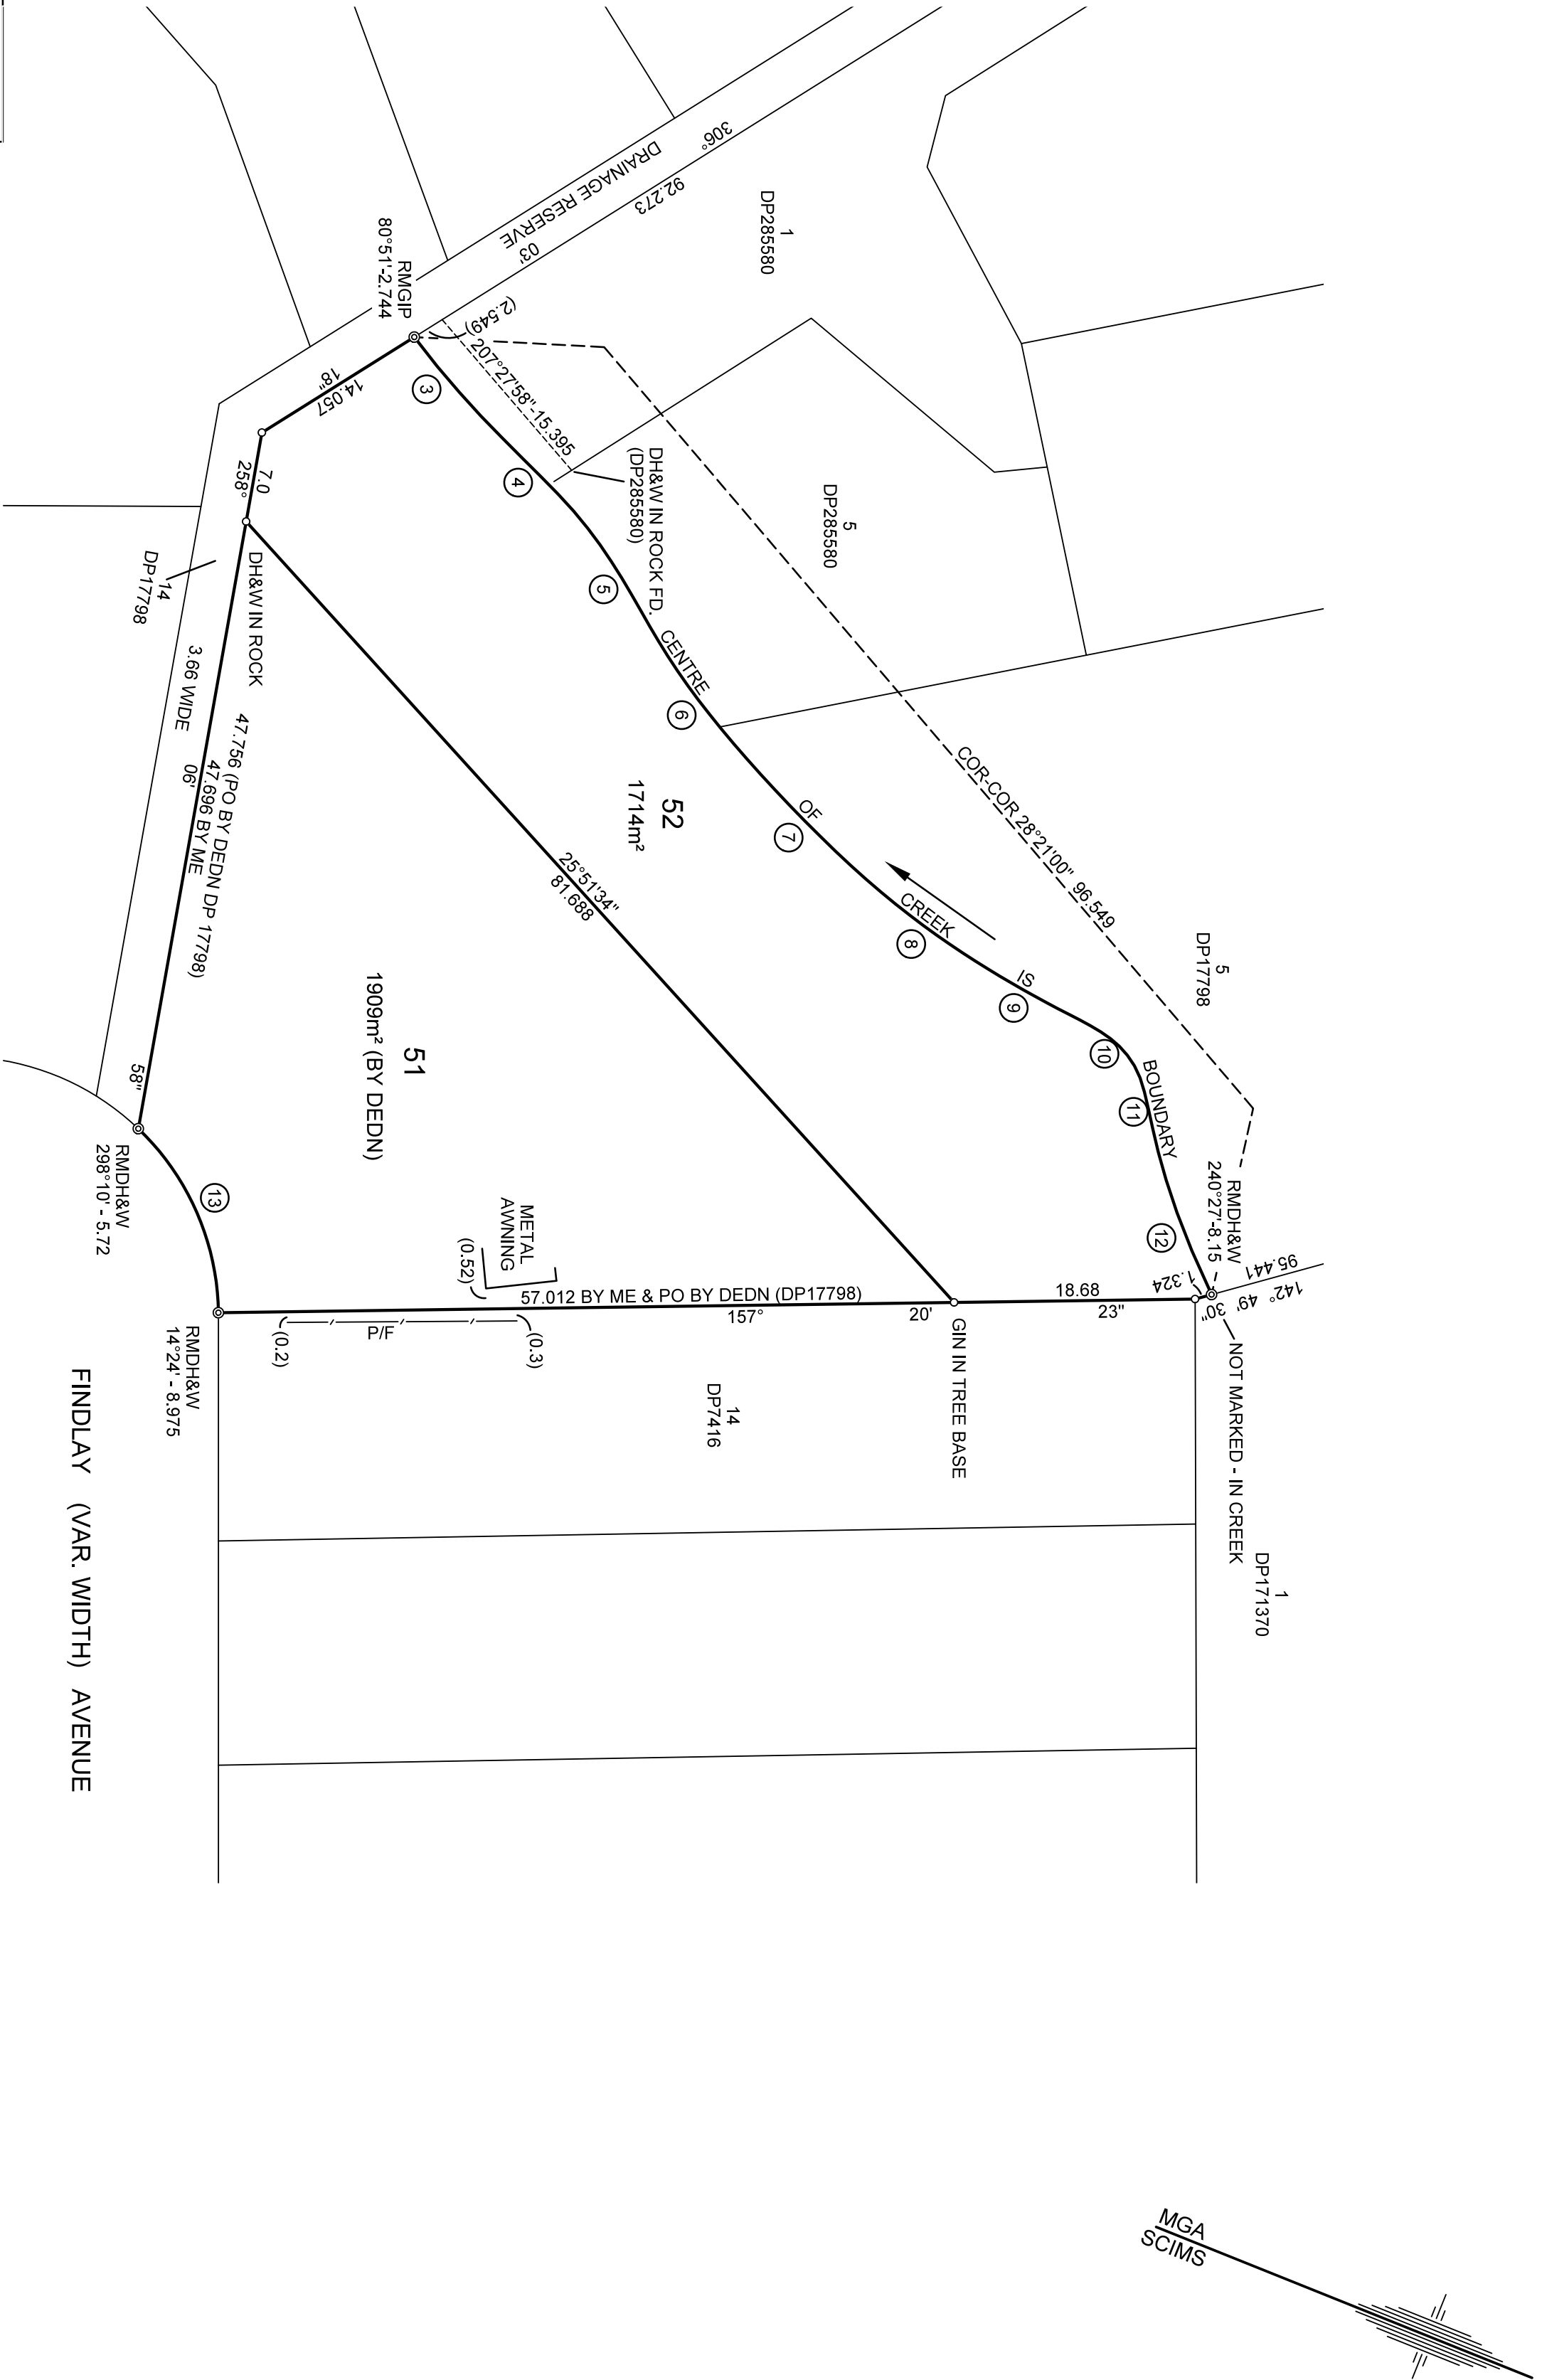 306°
92.273
03'
DRAINAGE RESERVE
1
DP285580
RMGIP
80°51'-2.744
(2.549)
207°27'58"-15.395
18"
14.057
3
4
5
6
7
8
9
10
11
12
13
DH&W IN ROCK FD.
(DP285580)
5
DP285580
7.0
258°
DH&W IN ROCK
14
DP17798
3.66 WIDE
06'
47.756 (PO BY DEDN DP 17798)
47.696 BY ME
58"
CENTRE
OF
CREEK
IS
BOUNDARY
COR-COR 28°21'00" 96.549
52
1714m²
25°51'34"
81.688
5
DP17798
51
1909m² (BY DEDN)
RMDH&W
298°10' - 5.72
METAL
AWNING
(0.52)
57.012 BY ME & PO BY DEDN (DP17798)
157°
20'
18.68
23"
1.324
RMDH&W
240°27'-8.15
95.441
142° 49' 30"
NOT MARKED - IN CREEK
GIN IN TREE BASE
P/F
(0.2)
(0.3)
RMDH&W
14°24' - 8.975
14
DP7416
1
DP171370
FINDLAY (VAR. WIDTH) AVENUE
MGA
SCIMS